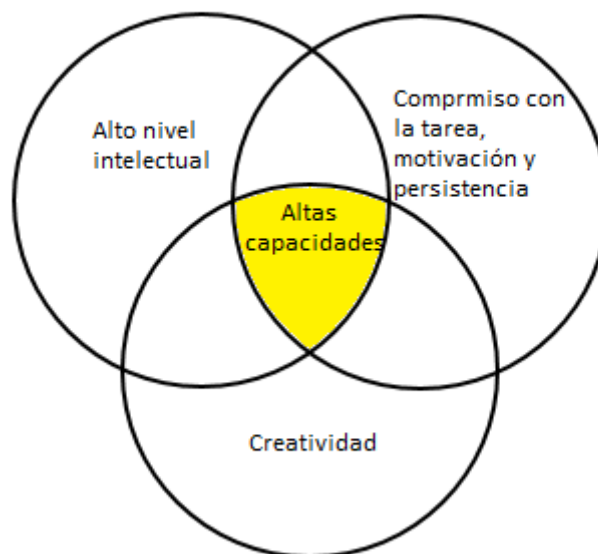 Alto nivel
intelectual
Comprmiso con
la tarea,
motivación y
persistencia
Altas
capacidades
Creatividad